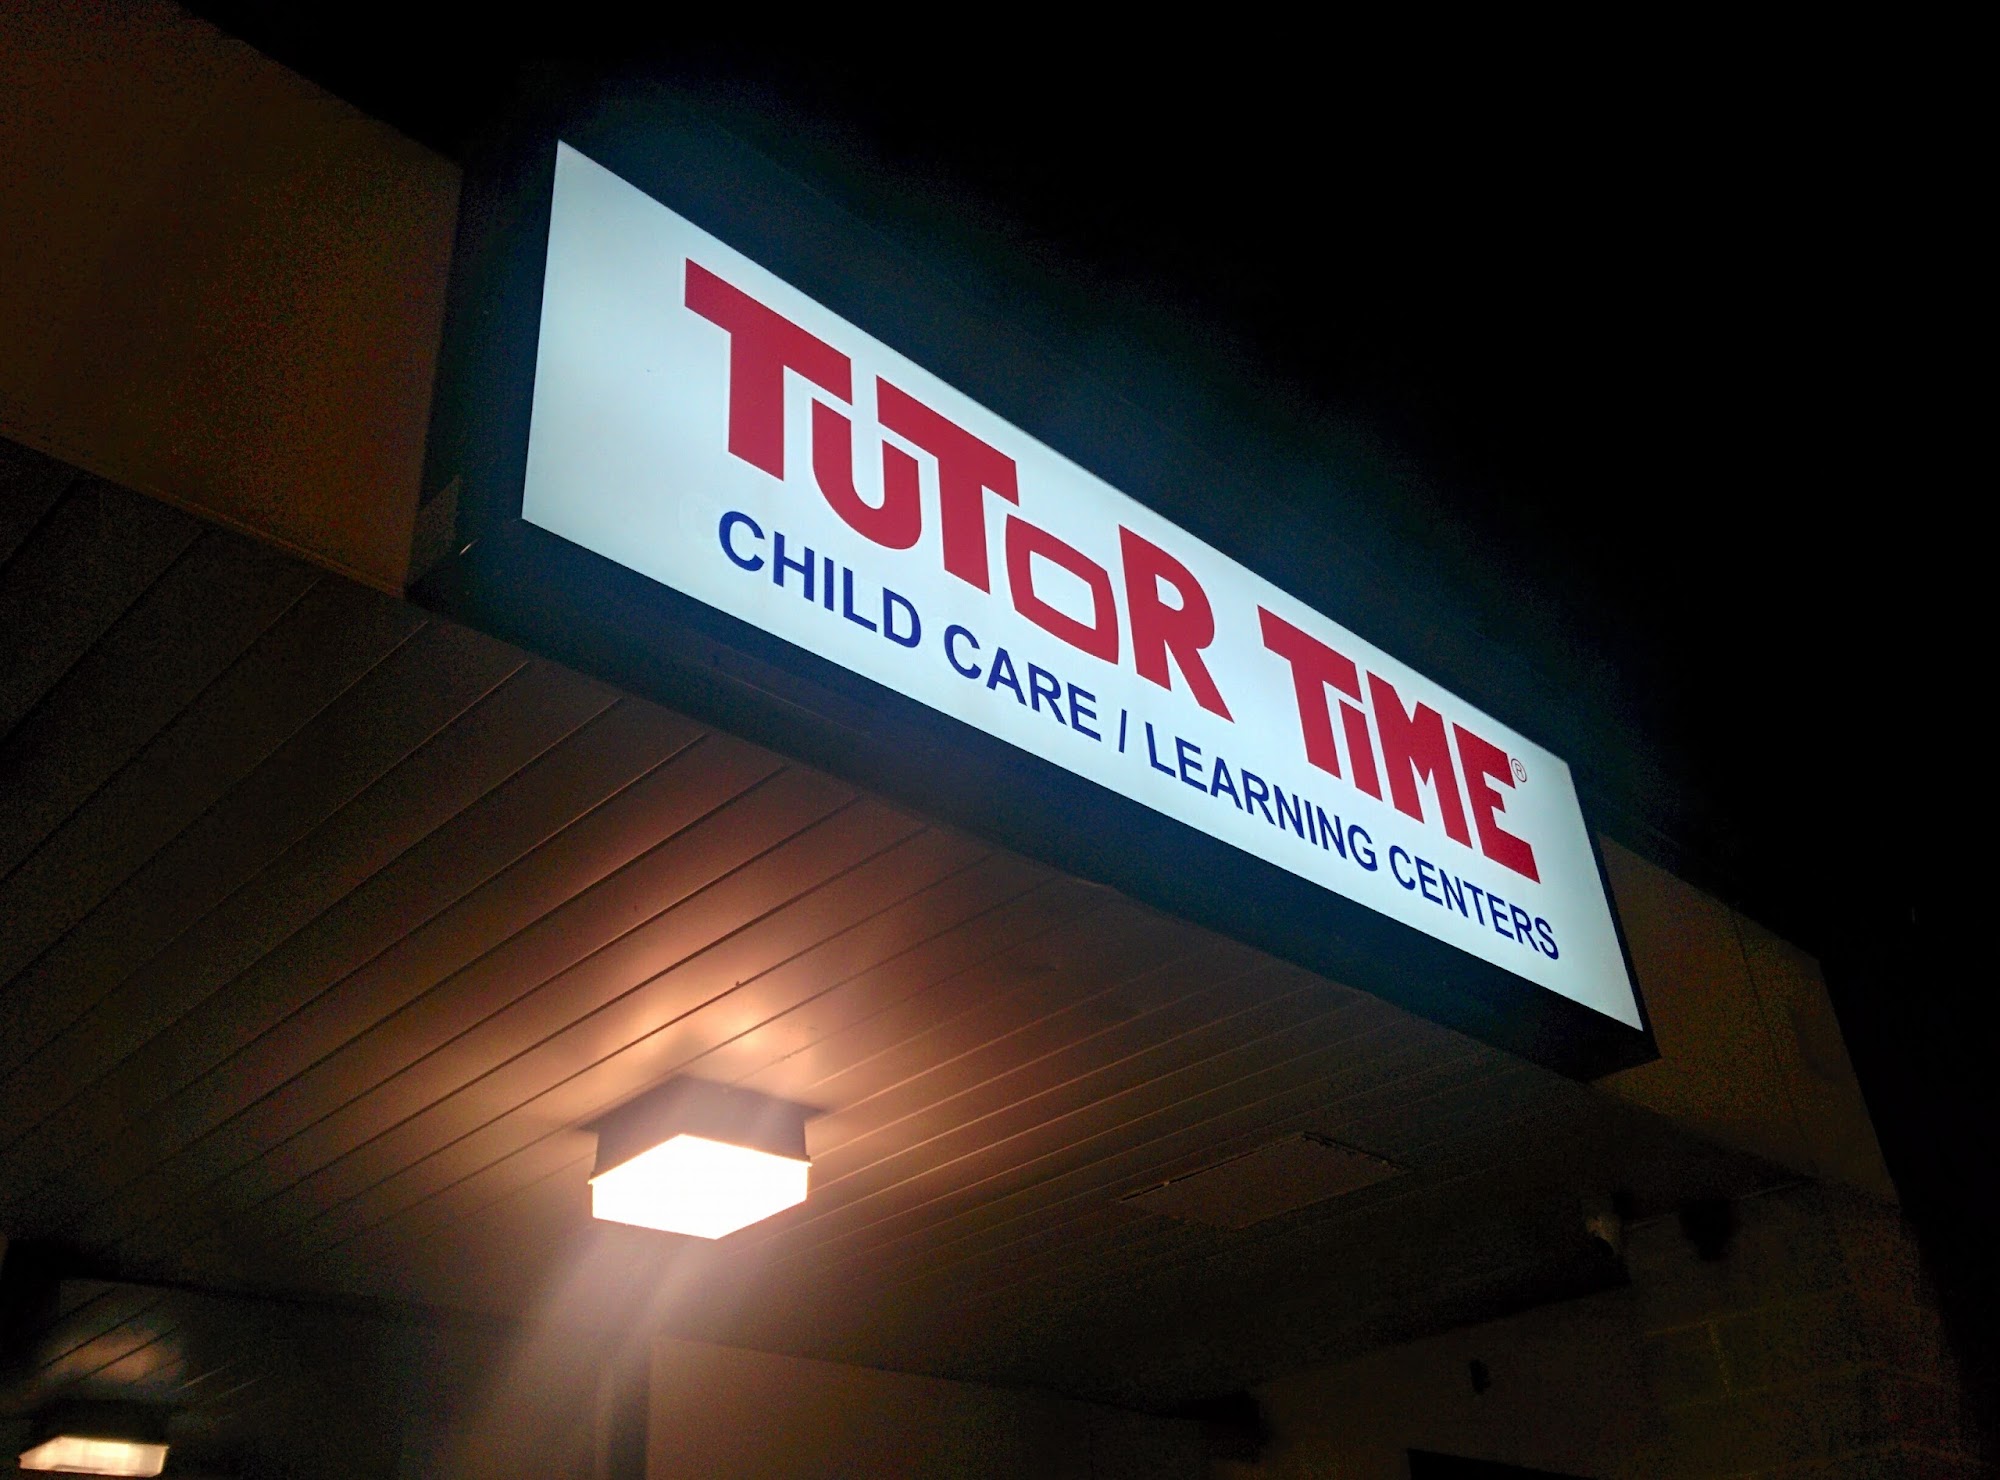 TUTOR TiME®
CHILD CARE / LEARNING CENTERS